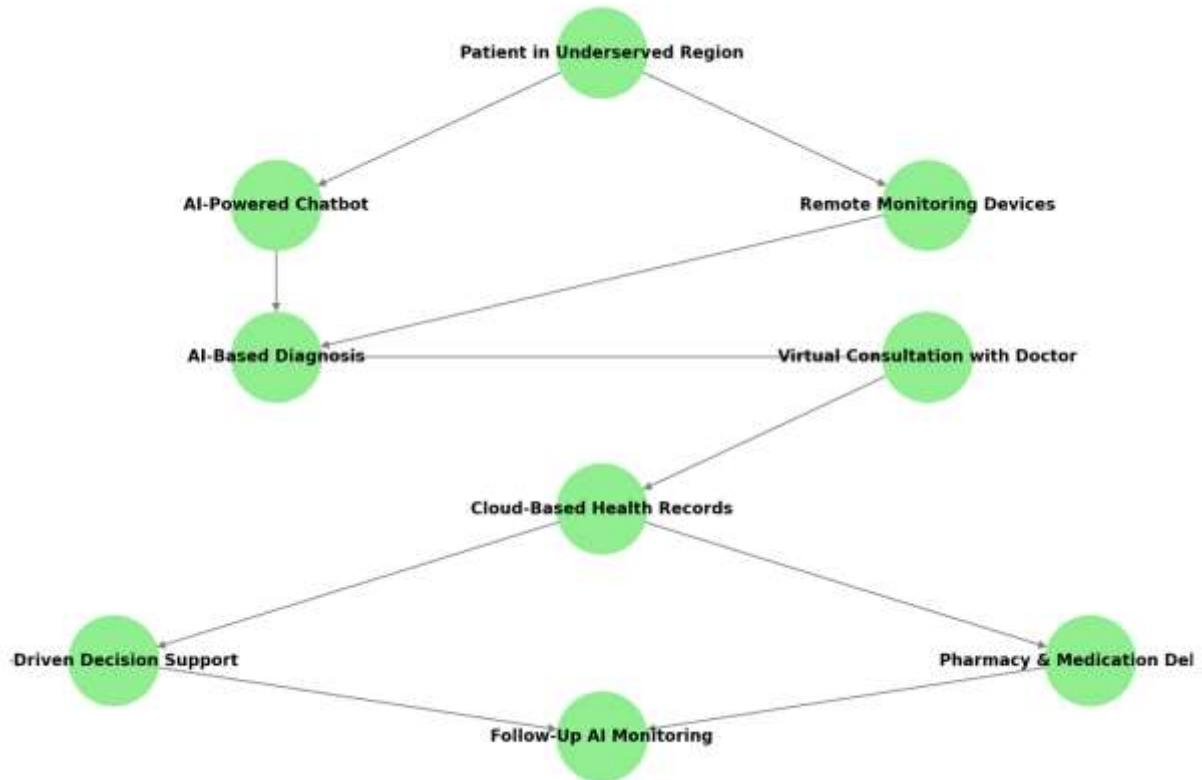 Patient in Underserved Region
AI-Powered Chatbot
Remote Monitoring Devices
AI-Based Diagnosis
Virtual Consultation with Doctor
Cloud-Based Health Records
-Driven Decision Support
Pharmacy & Medication Del
Follow-Up AI Monitoring